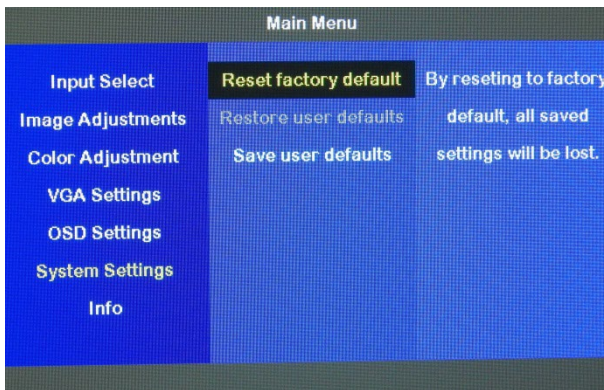 Main Menu
Input Select
Image Adjustments
Color Adjustment
VGA Settings
OSD Settings
System Settings
Info
Reset factory default
Restore user defaults
Save user defaults
By reseting to factory
default, all saved
settings will be lost.